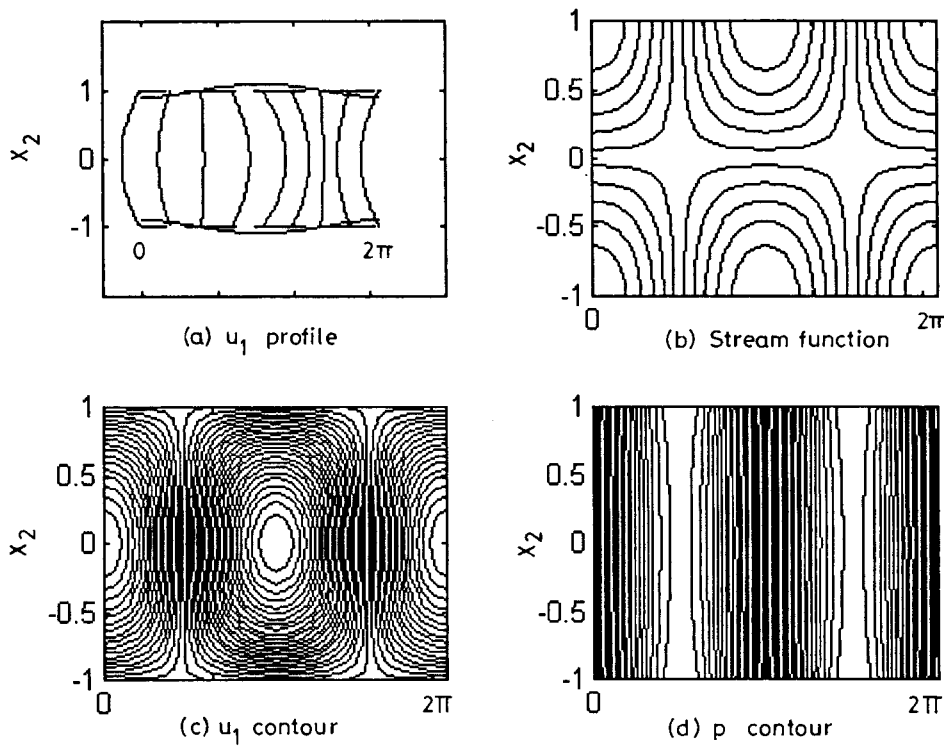 X₂
1
0
-1
0
2π
(a) u₁ profile
X₂
1
0.5
0
-0.5
-1
0
2π
(b) Stream function
X₂
1
0.5
0
-0.5
-1
0
2π
(c) u₁ contour
X₂
1
0.5
0
-0.5
-1
0
2π
(d) p contour